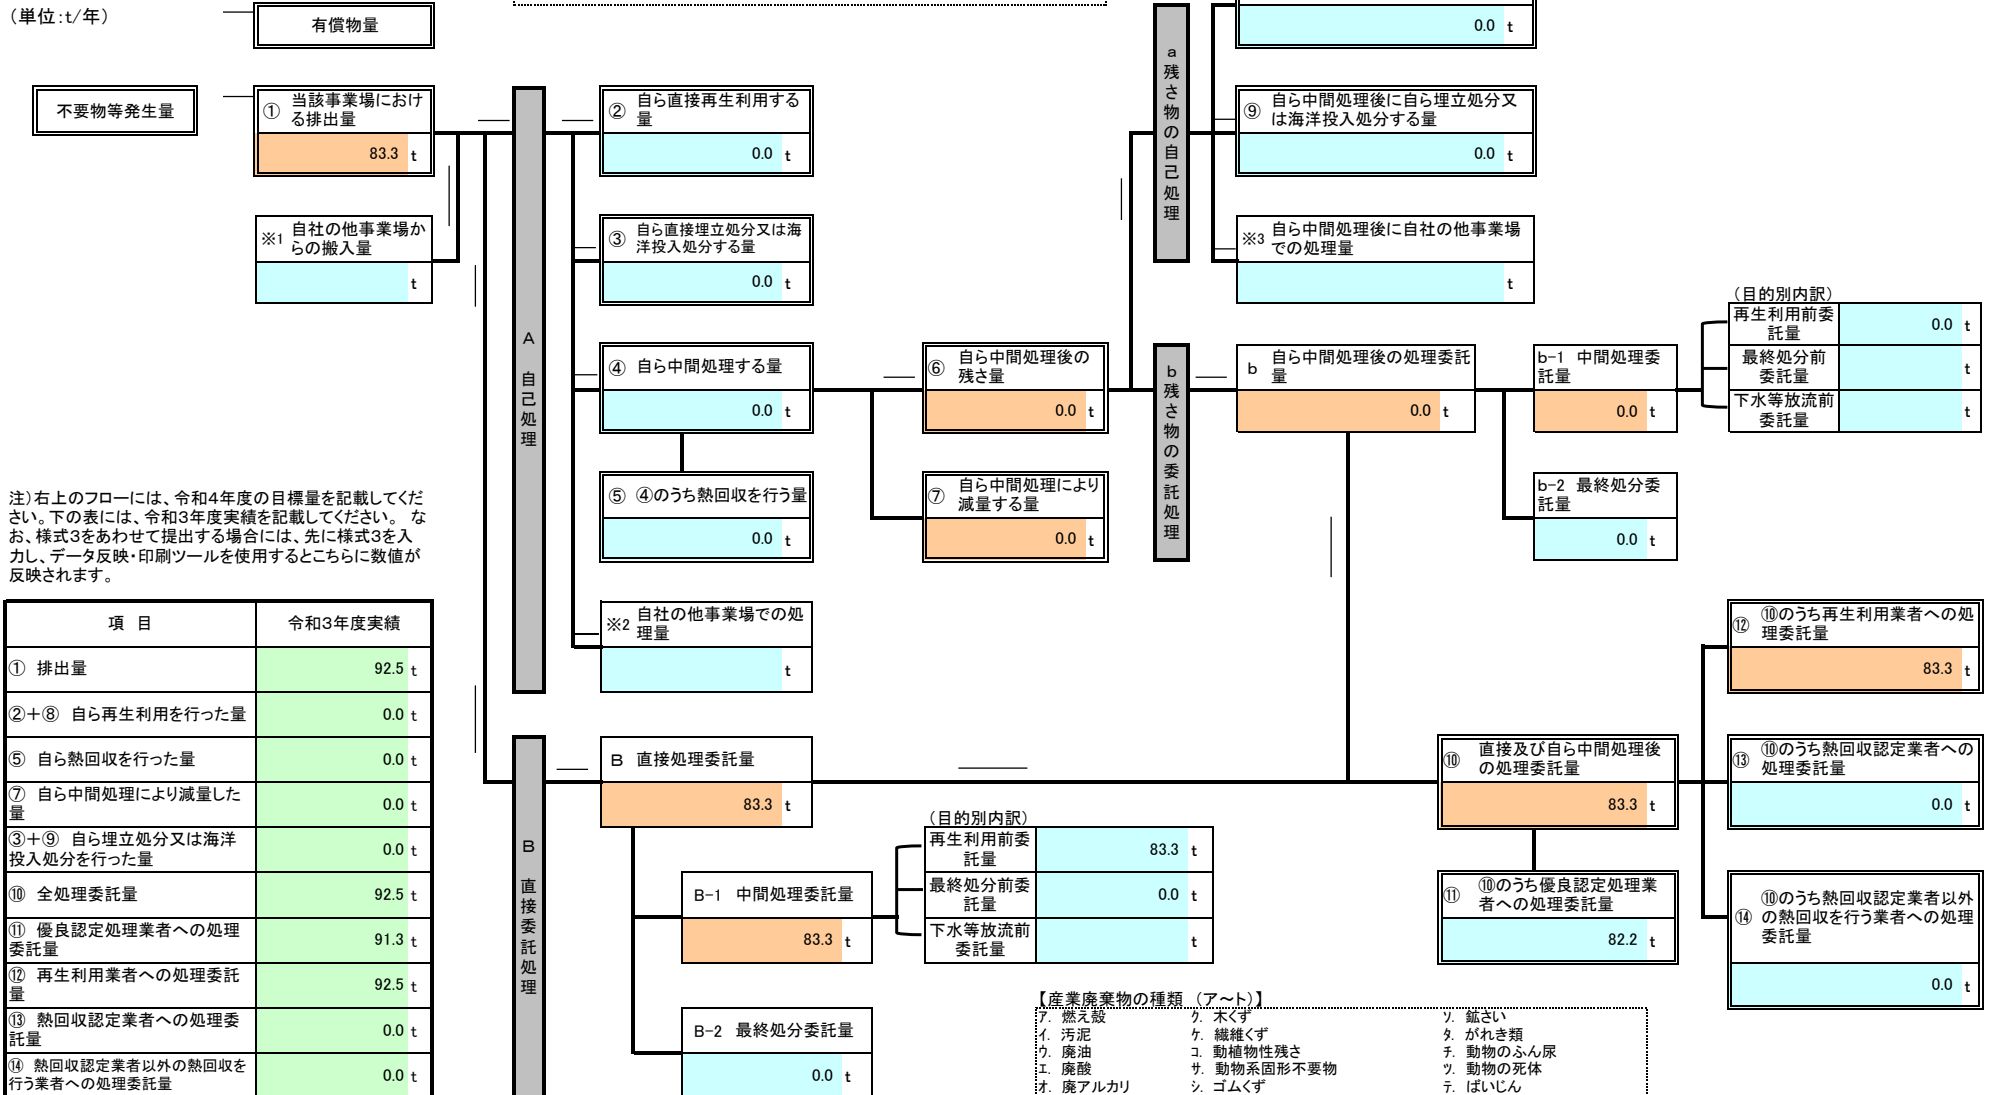 （単位:ｔ/年）
有償物量
0.0 t
不要物等発生量
① 当該事業場におけ
る排出量
83.3 t
② 自ら直接再生利用する
量
0.0 t
⑨ 自ら中間処理後に自ら埋立処分又
は海洋投入処分する量
0.0 t
a 残さ物の自己処理
※1 自社の他事業場か
らの搬入量
t
③ 自ら直接埋立処分又は海
洋投入処分する量
0.0 t
※3 自ら中間処理後に自社の他事業場
での処理量
t
A 自己処理
④ 自ら中間処理する量
0.0 t
⑥ 自ら中間処理後の
残さ量
0.0 t
b 残さ物の委託処理
b 自ら中間処理後の処理委託
量
0.0 t
b-1 中間処理委
託量
0.0 t
（目的別内訳）
再生利用前委
託量
0.0 t
最終処分前
委託量
t
下水等放流前
委託量
t
⑤ ④のうち熱回収を行う量
0.0 t
⑦ 自ら中間処理により
減量する量
0.0 t
b-2 最終処分委
託量
0.0 t
注）右上のフローには、令和4年度の目標量を記載してくだ
さい。下の表には、令和3年度実績を記載してください。 な
お、様式3をあわせて提出する場合には、先に様式3を入
力し、データ反映・印刷ツールを使用するとこちらに数値が
反映されます。
※2 自社の他事業場での処
理量
t
項 目 令和3年度実績
① 排出量 92.5 t
②＋⑧ 自ら再生利用を行った量 0.0 t
⑤ 自ら熱回収を行った量 0.0 t
⑦ 自ら中間処理により減量した
量 0.0 t
③＋⑨ 自ら埋立処分又は海洋
投入処分を行った量 0.0 t
⑩ 全処理委託量 92.5 t
⑪ 優良認定処理業者への処理
委託量 91.3 t
⑫ 再生利用業者への処理委託
量 92.5 t
⑬ 熱回収認定業者への処理委
託量 0.0 t
⑭ 熱回収認定業者以外の熱回収を
行う業者への処理委託量 0.0 t
B 直接委託処理
B 直接処理委託量
83.3 t
B-1 中間処理委託量
83.3 t
（目的別内訳）
再生利用前委
託量
83.3 t
最終処分前委
託量
0.0 t
下水等放流前
委託量
t
B-2 最終処分委託量
0.0 t
⑩ 直接及び自ら中間処理後
の処理委託量
83.3 t
⑪ ⑩のうち優良認定処理業
者への処理委託量
82.2 t
⑫ ⑩のうち再生利用業者への処
理委託量
83.3 t
⑬ ⑩のうち熱回収認定業者への
処理委託量
0.0 t
⑭ ⑩のうち熱回収認定業者以外
の熱回収を行う業者への処理
委託量
0.0 t
【産業廃棄物の種類 （ア～ト）】
ｱ. 燃え殻 ｸ. 木くず ｿ. 鉱さい
ｲ. 汚泥 ｹ. 繊維くず ﾀ. がれき類
ｳ. 廃油 ｺ. 動植物性残さ ﾁ. 動物のふん尿
ｴ. 廃酸 ｻ. 動物系固形不要物 ﾂ. 動物の死体
ｵ. 廃アルカリ ｼ. ゴムくず ﾃ. ばいじん